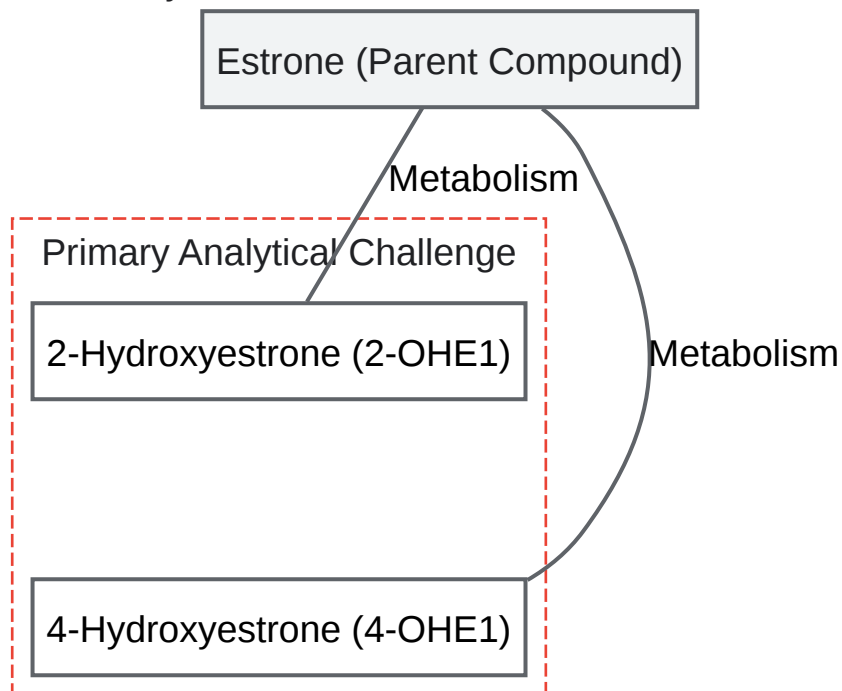 Estrone (Parent Compound)
Metabolism
Primary Analytical Challenge
2-Hydroxyestrone (2-OHE1)
Metabolism
4-Hydroxyestrone (4-OHE1)